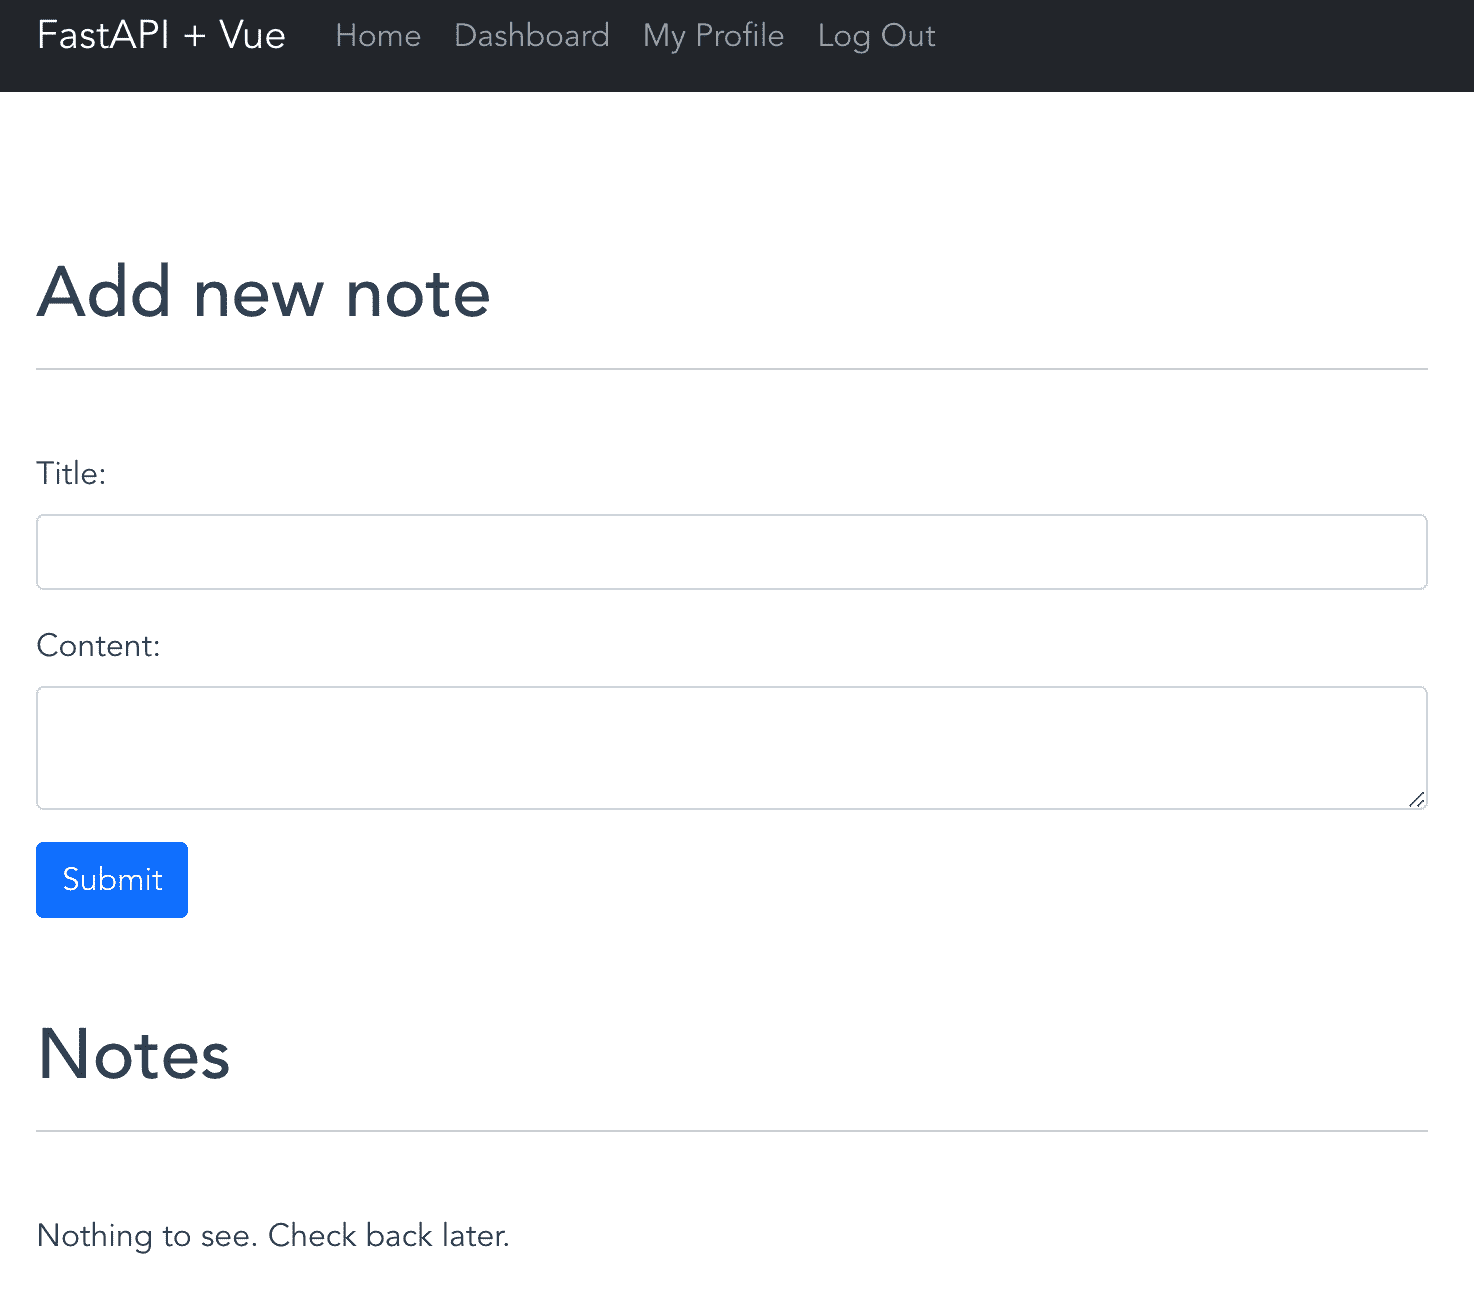 FastAPI + Vue Home Dashboard My Profile Log Out
Add new note
Title:
Content:
Submit
Notes
Nothing to see. Check back later.